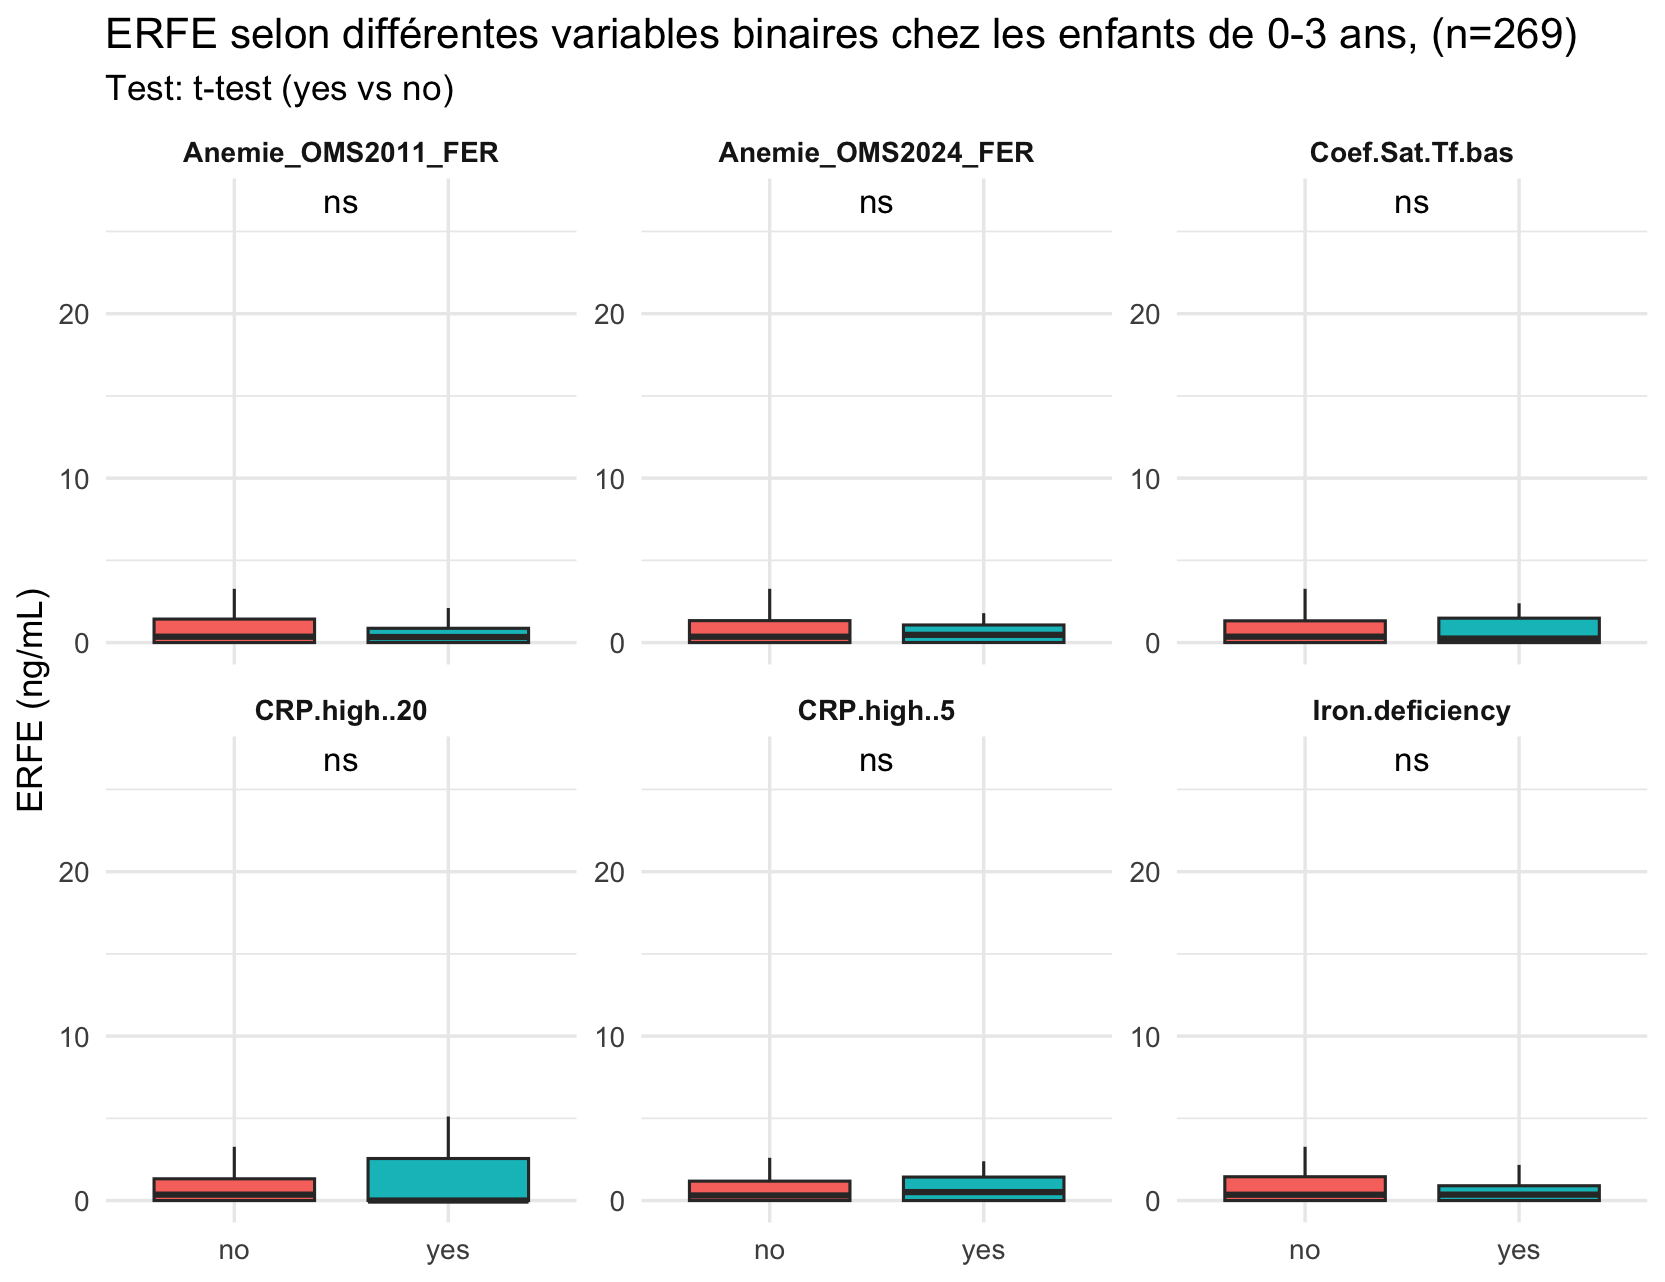 ERFE selon différentes variables binaires chez les enfants de 0-3 ans, (n=269)
Test: t-test (yes vs no)
Anemie_OMS2011_FER
Anemie_OMS2024_FER
Coef.Sat.Tf.bas
ns
ns
ns
20
10
0
20
10
0
20
10
0
ERFE (ng/mL)
CRP.high..20
CRP.high..5
Iron.deficiency
ns
ns
ns
20
10
0
20
10
0
20
10
0
no
yes
no
yes
no
yes